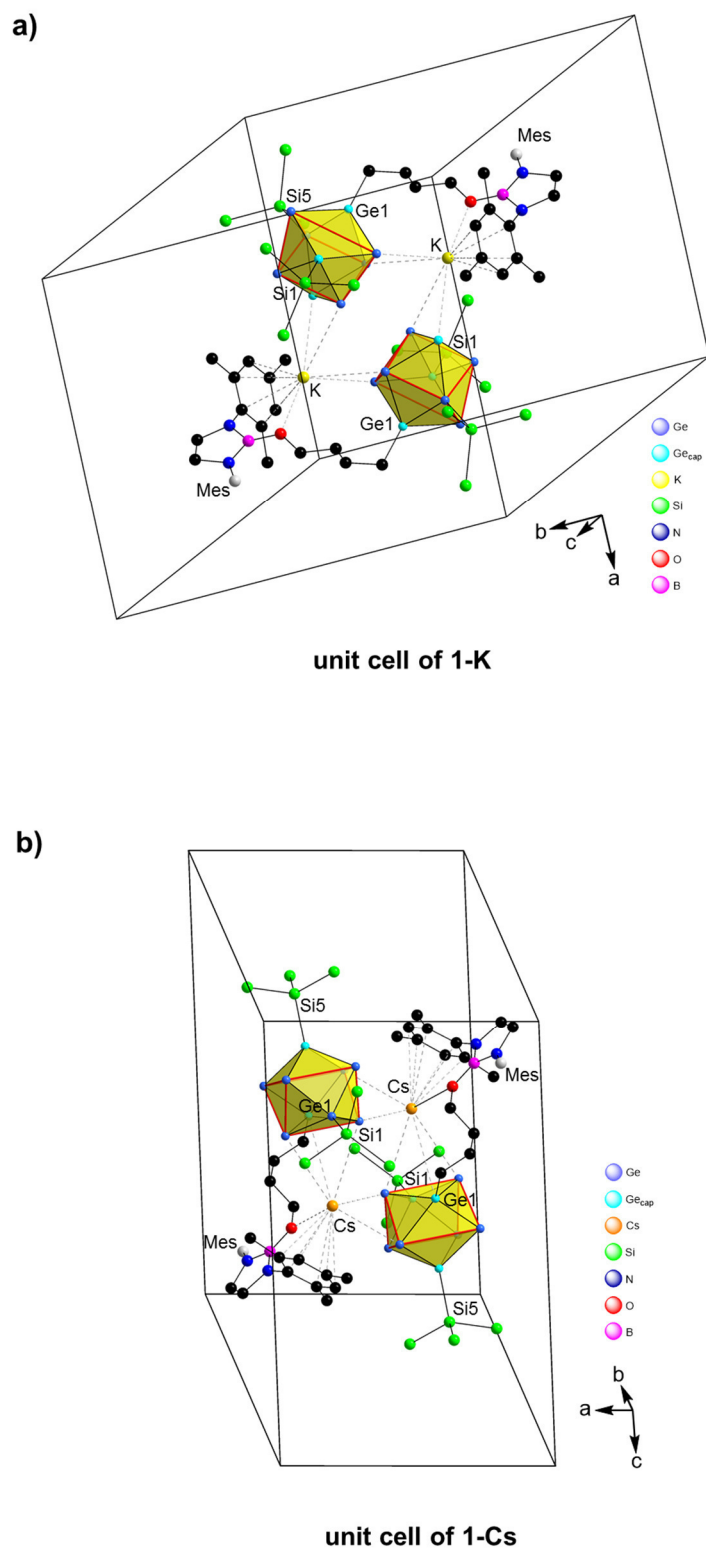 a)
Mes
Si5
Ge1
K
Si1
Si1
K
Ge1
Mes
Ge
Gecap
K
Si
N
O
B
b
c
a
unit cell of 1-K
b)
Si5
Cs
Mes
Ge1
Si1
Si1
Ge1
Cs
Mes
Si5
Ge
Gecap
Cs
Si
N
O
B
b
a
c
unit cell of 1-Cs